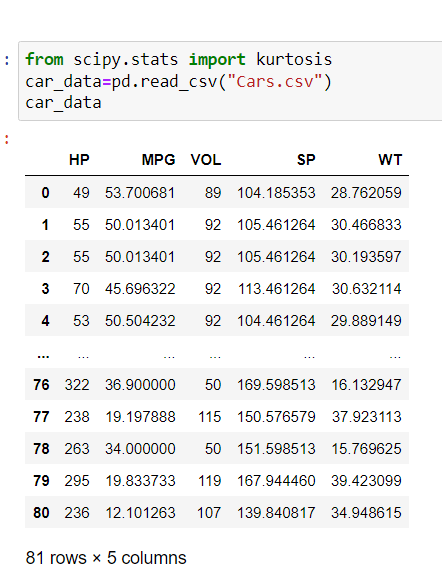 : from scipy.stats import kurtosis
car_data=pd.read_csv("Cars.csv")
car_data
:
HP MPG VOL SP WT
0 49 53.700681 89 104.185353 28.762059
1 55 50.013401 92 105.461264 30.466833
2 55 50.013401 92 105.461264 30.193597
3 70 45.696322 92 113.461264 30.632114
4 53 50.504232 92 104.461264 29.889149
... ... ... ... ... ...
76 322 36.900000 50 169.598513 16.132947
77 238 19.197888 115 150.576579 37.923113
78 263 34.000000 50 151.598513 15.769625
79 295 19.833733 119 167.944460 39.423099
80 236 12.101263 107 139.840817 34.948615
81 rows × 5 columns